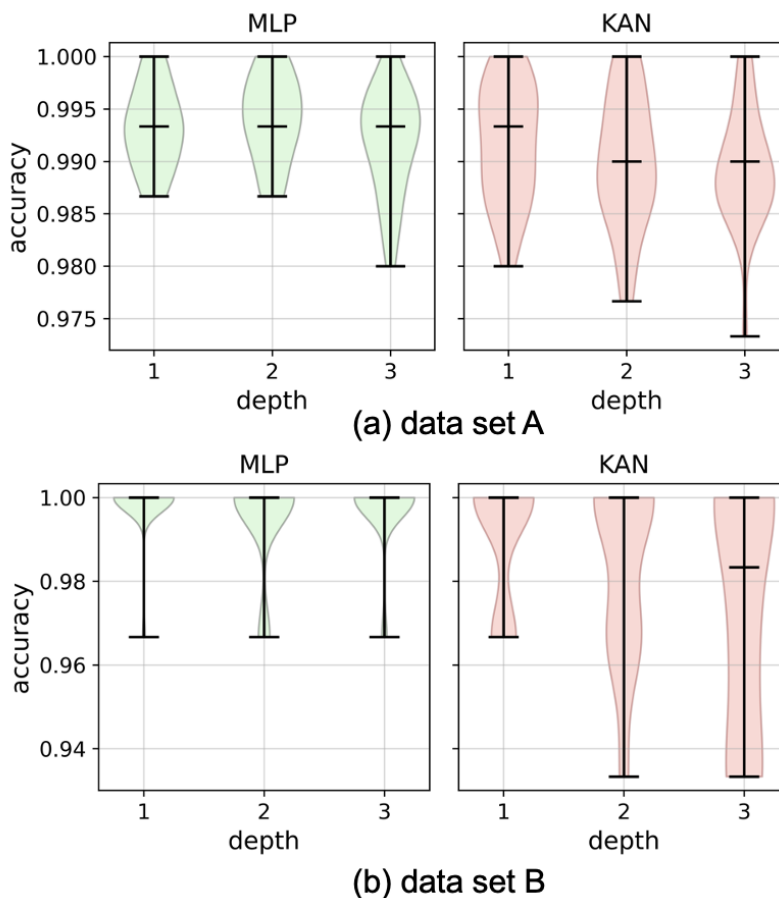 MLP KAN
1.000
0.995
0.990
0.985
0.980
0.975
accuracy
1 2 3 1 2 3
depth depth
(a) data set A
MLP KAN
1.00
0.98
0.96
0.94
accuracy
1 2 3 1 2 3
depth depth
(b) data set B